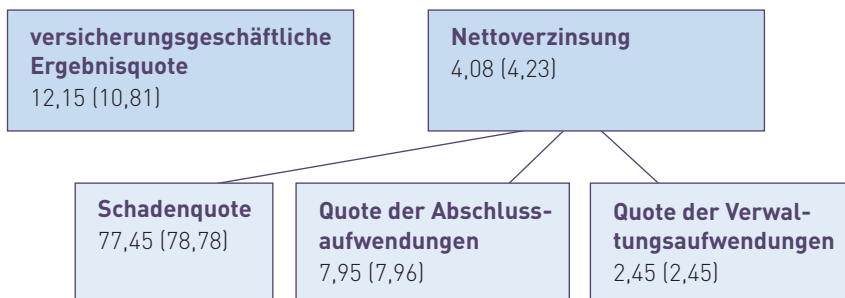 versicherungsgeschäftliche
Ergebnisquote
12,15 (10,81)
Nettoverzinsung
4,08 (4,23)
Schadenquote
77,45 (78,78)
Quote der Abschluss-
aufwendungen
7,95 (7,96)
Quote der Verwal-
tungsaufwendungen
2,45 (2,45)